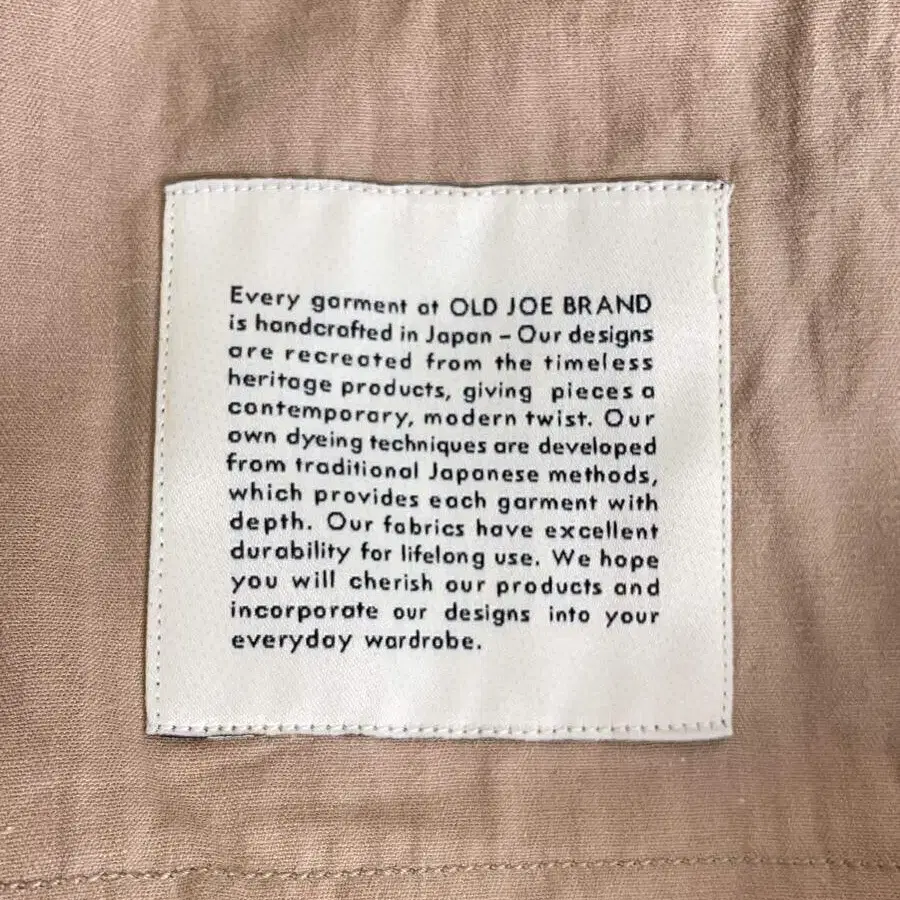 Every garment at OLD JOE BRAND
is handcrafted in Japan – Our designs
are recreated from the timeless
heritage products, giving pieces a
contemporary, modern twist. Our
own dyeing techniques are developed
from traditional Japanese methods,
which provides each garment with
depth. Our fabrics have excellent
durability for lifelong use. We hope
you will cherish our products and
incorporate our designs into your
everyday wardrobe.